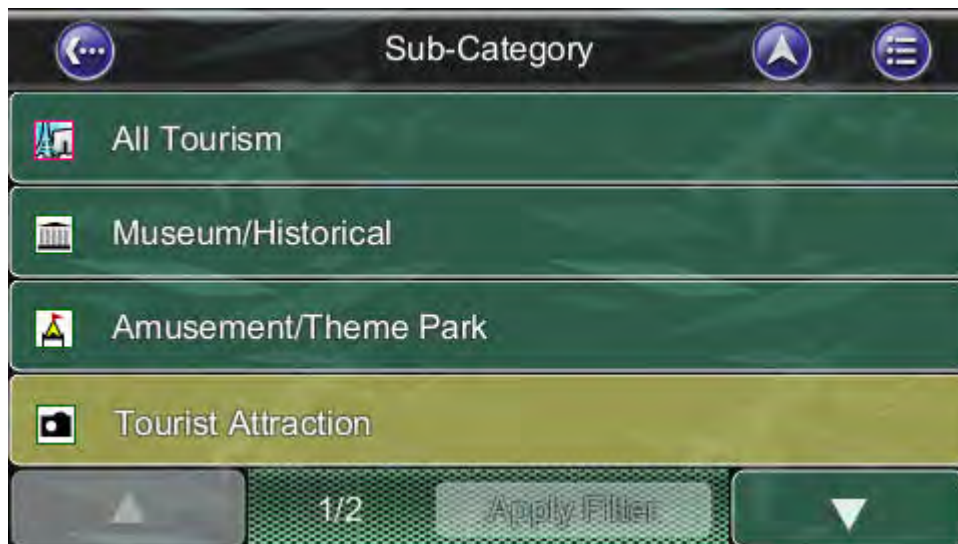 Sub-Category
All Tourism
Museum/Historical
Amusement/Theme Park
Tourist Attraction
1/2 Apply Filter